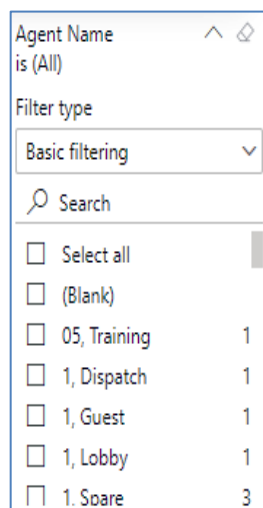 Agent Name
is (All)
Filter type
Basic filtering
Search
Select all
(Blank)
05, Training 1
1, Dispatch 1
1, Guest 1
1, Lobby 1
1, Spare 3